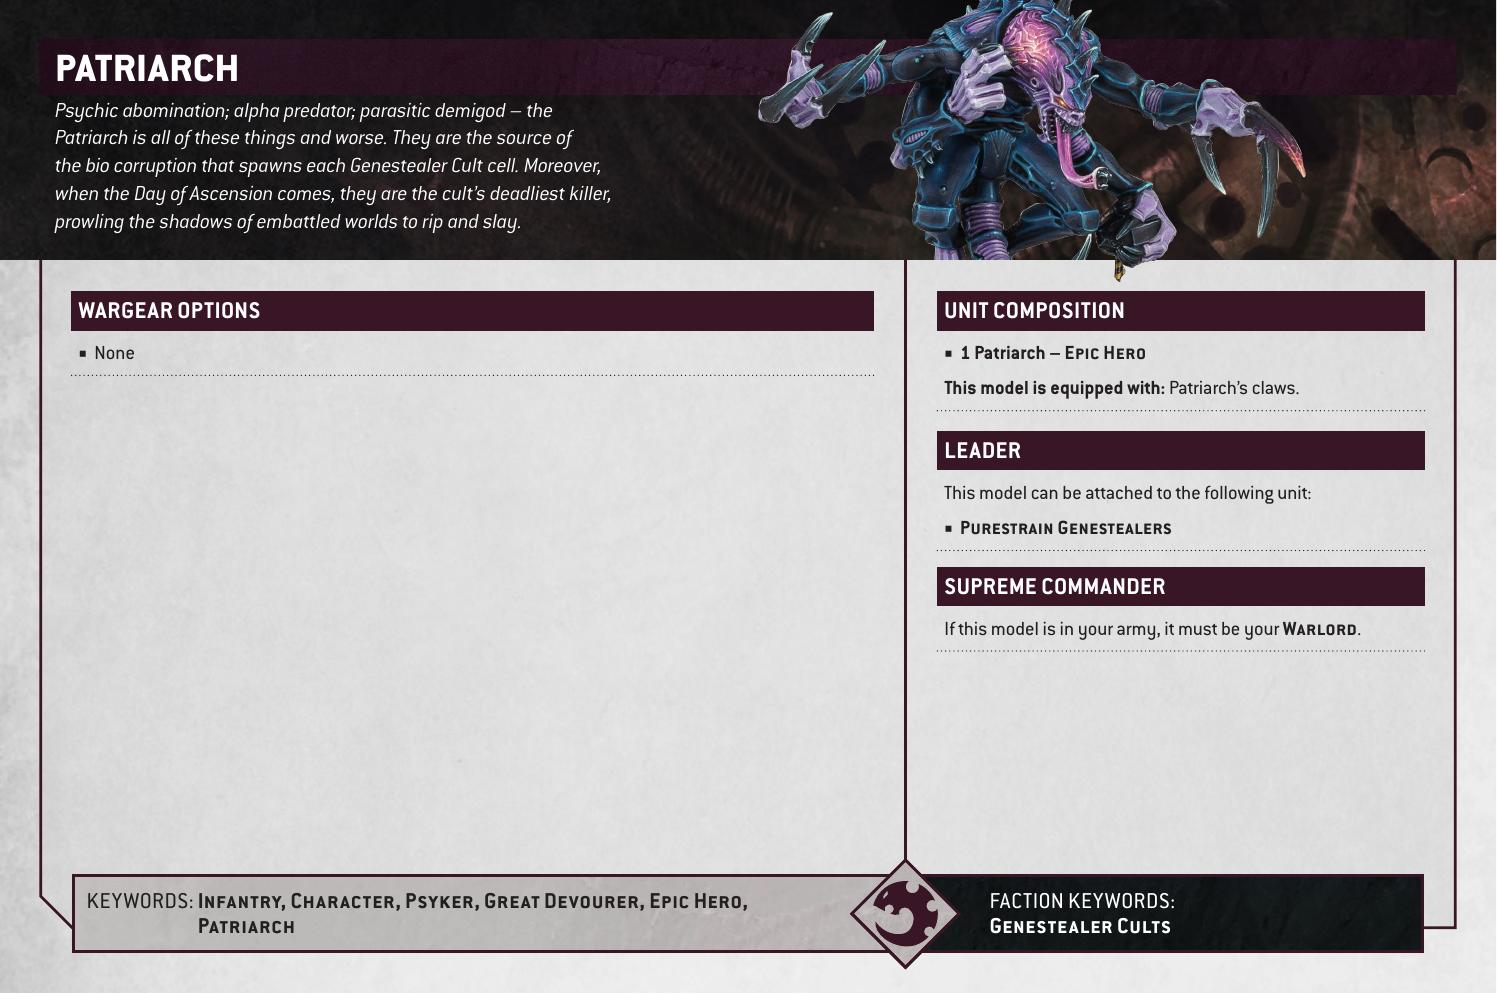 PATRIARCH
Psychic abomination; alpha predator; parasitic demigod – the
Patriarch is all of these things and worse. They are the source of
the bio corruption that spawns each Genestealer Cult cell. Moreover,
when the Day of Ascension comes, they are the cult's deadliest killer,
prowling the shadows of embattled worlds to rip and slay.
WARGEAR OPTIONS
■ None
UNIT COMPOSITION
■ 1 Patriarch – Epic Hero
This model is equipped with: Patriarch's claws.
LEADER
This model can be attached to the following unit:
■ Purestrain Genestealers
SUPREME COMMANDER
If this model is in your army, it must be your Warlord.
KEYWORDS: Infantry, Character, Psyker, Great Devourer, Epic Hero,
Patriarch
FACTION KEYWORDS:
Genestealer Cults